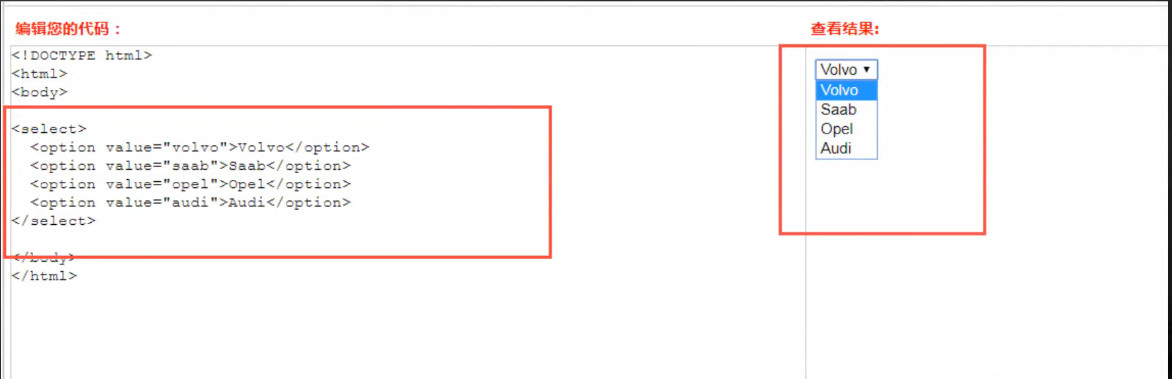 编辑您的代码：
<!DOCTYPE html>
<html>
<body>
<select>
  <option value="volvo">Volvo</option>
  <option value="saab">Saab</option>
  <option value="opel">Opel</option>
  <option value="audi">Audi</option>
</select>
</body>
</html>
查看结果:
Volvo
Volvo
Saab
Opel
Audi